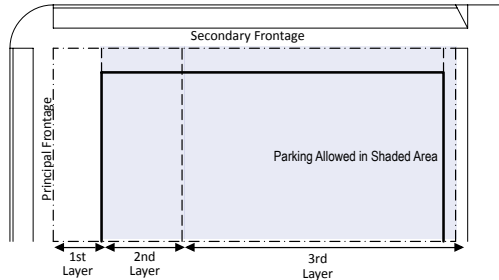 Secondary Frontage
Principal Frontage
Parking Allowed in Shaded Area
1st
Layer
2nd
Layer
3rd
Layer